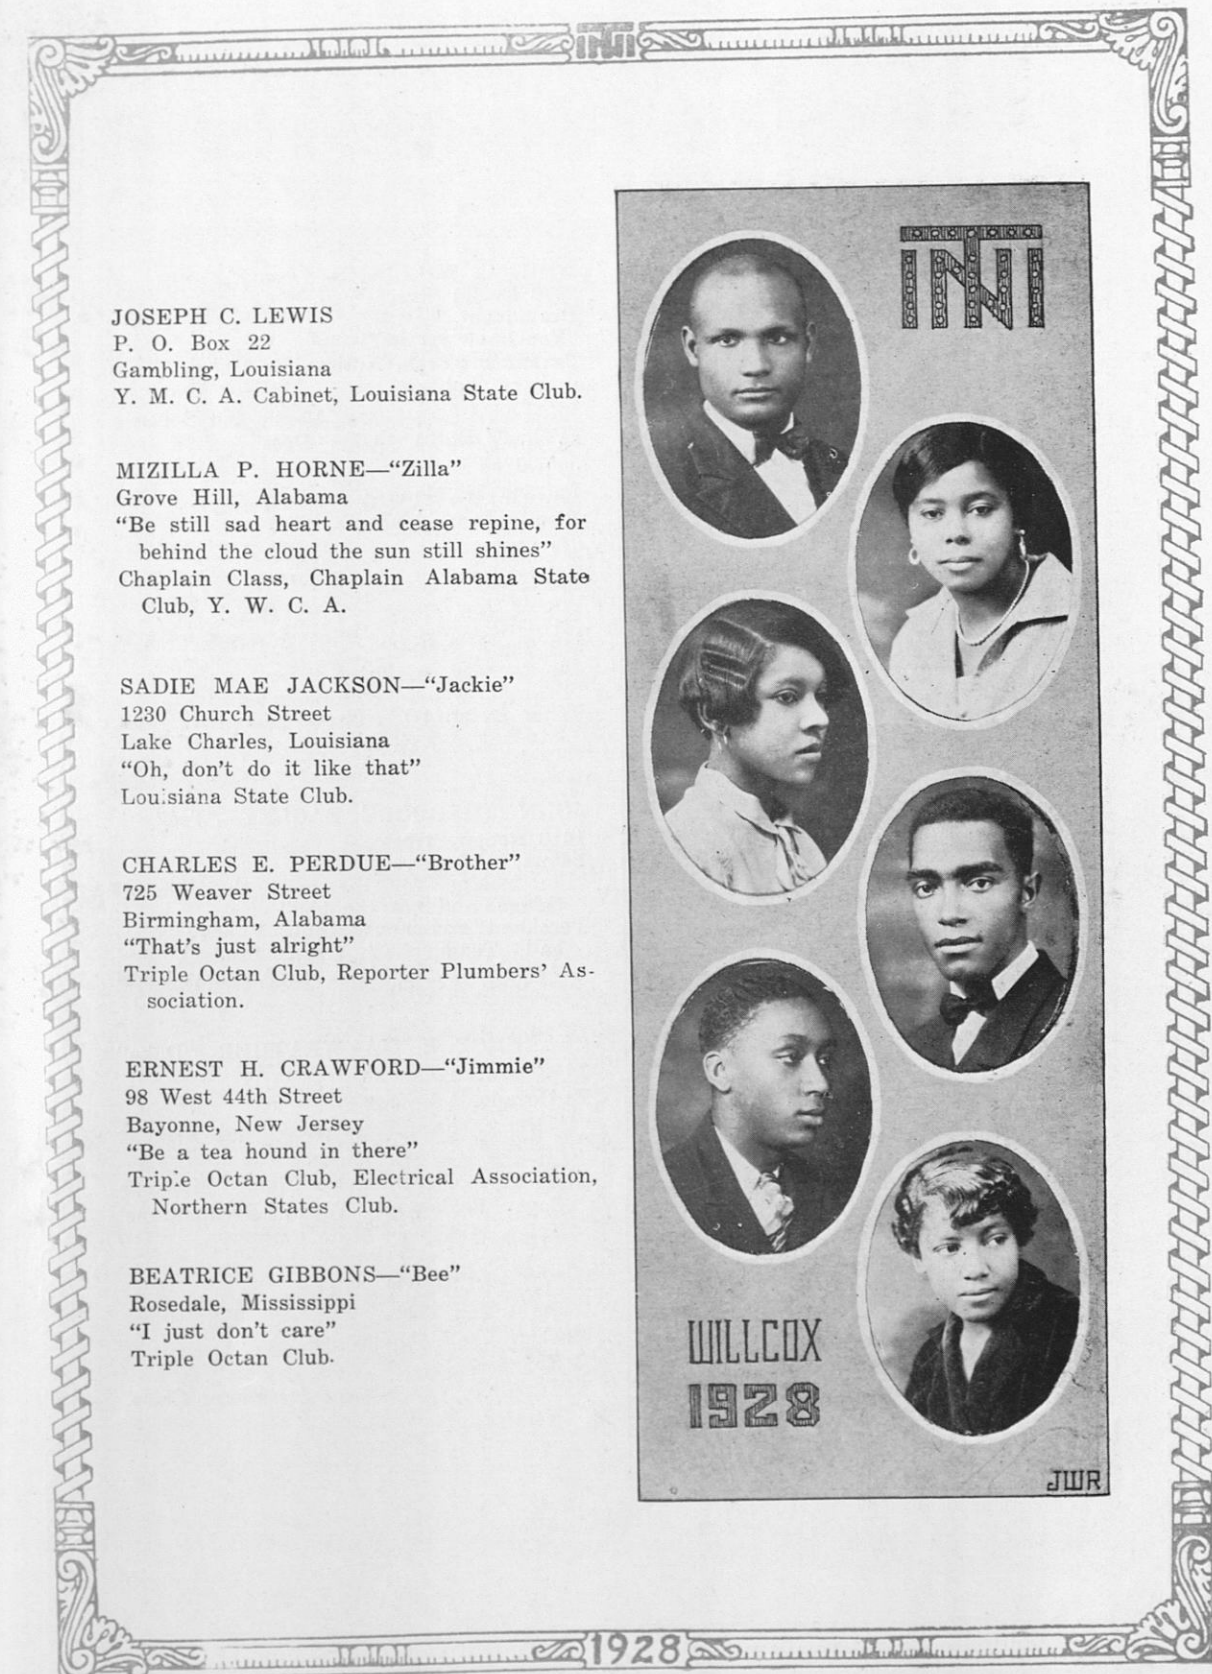 JOSEPH C. LEWIS
P. O. Box 22
Gambling, Louisiana
Y. M. C. A. Cabinet, Louisiana State Club.
MIZILLA P. HORNE—“Zilla”
Grove Hill, Alabama
“Be still sad heart and cease repine, for
behind the cloud the sun still shines”
Chaplain Class, Chaplain Alabama State
Club, Y. W. C. A.
SADIE MAE JACKSON—“Jackie”
1230 Church Street
Lake Charles, Louisiana
“Oh, don't do it like that”
Louisiana State Club.
CHARLES E. PERDUE—“Brother”
725 Weaver Street
Birmingham, Alabama
“That's just alright”
Triple Octan Club, Reporter Plumbers' As-
sociation.
ERNEST H. CRAWFORD—“Jimmie”
98 West 44th Street
Bayonne, New Jersey
“Be a tea hound in there”
Triple Octan Club, Electrical Association,
Northern States Club.
BEATRICE GIBBONS—“Bee”
Rosedale, Mississippi
“I just don't care”
Triple Octan Club.
WILLCOX
1928
JWR
1928